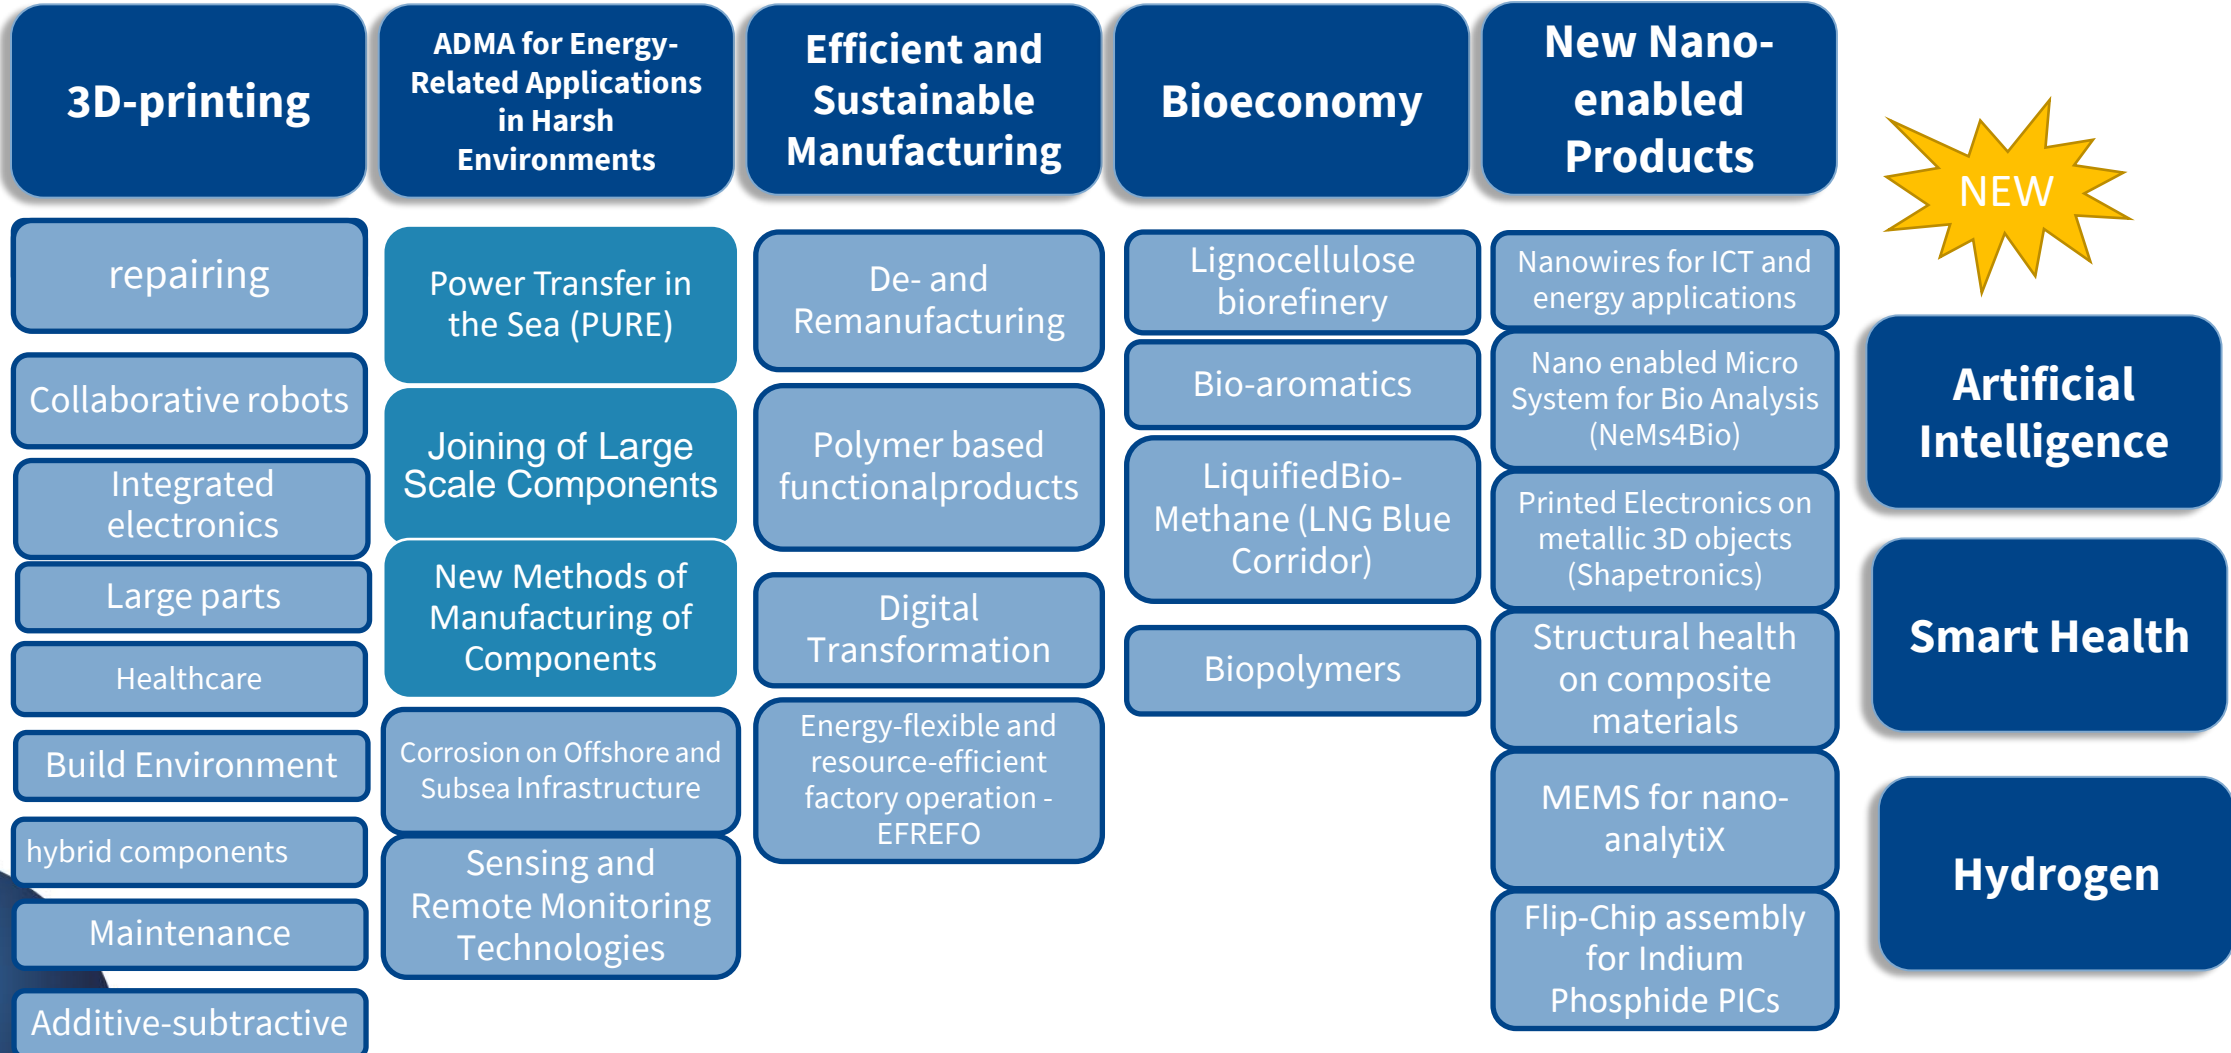 3D-printing
repairing
Collaborative robots
Integrated
electronics
Large parts
Healthcare
Build Environment
hybrid components
Maintenance
Additive-subtractive
ADMA for Energy-
Related Applications
in Harsh
Environments
Power Transfer in
the Sea (PURE)
Joining of Large
Scale Components
New Methods of
Manufacturing of
Components
Corrosion on Offshore and
Subsea Infrastructure
Sensing and
Remote Monitoring
Technologies
Efficient and
Sustainable
Manufacturing
De- and
Remanufacturing
Polymer based
functionalproducts
Digital
Transformation
Energy-flexible and
resource-efficient
factory operation -
EFREFO
Bioeconomy
Lignocellulose
biorefinery
Bio-aromatics
LiquifiedBio-
Methane (LNG Blue
Corridor)
Biopolymers
New Nano-
enabled
Products
Nanowires for ICT and
energy applications
Nano enabled Micro
System for Bio Analysis
(NeMs4Bio)
Printed Electronics on
metallic 3D objects
(Shapetronics)
Structural health
on composite
materials
MEMS for nano-
analytiX
Flip-Chip assembly
for Indium
Phosphide PICs
NEW
Artificial
Intelligence
Smart Health
Hydrogen